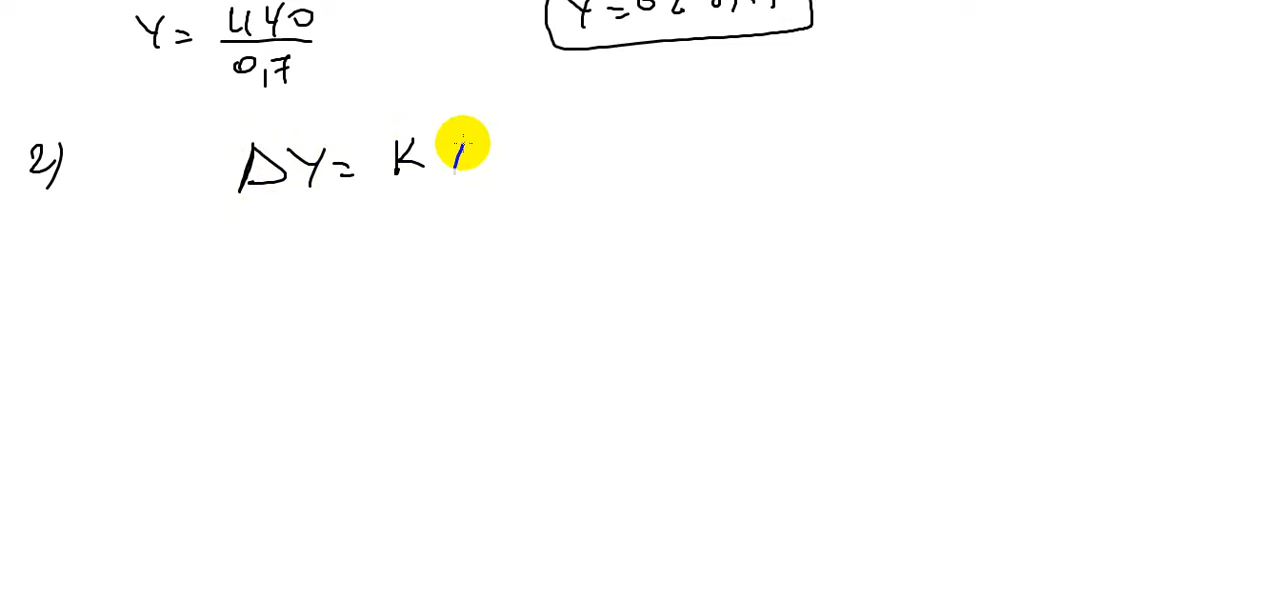 Y = 440 / 0,7
Y =
2) ΔY = K